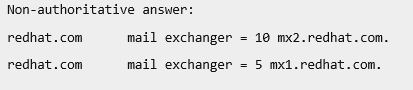 Non-authoritative answer:
redhat.com mail exchanger = 10 mx2.redhat.com.
redhat.com mail exchanger = 5 mx1.redhat.com.